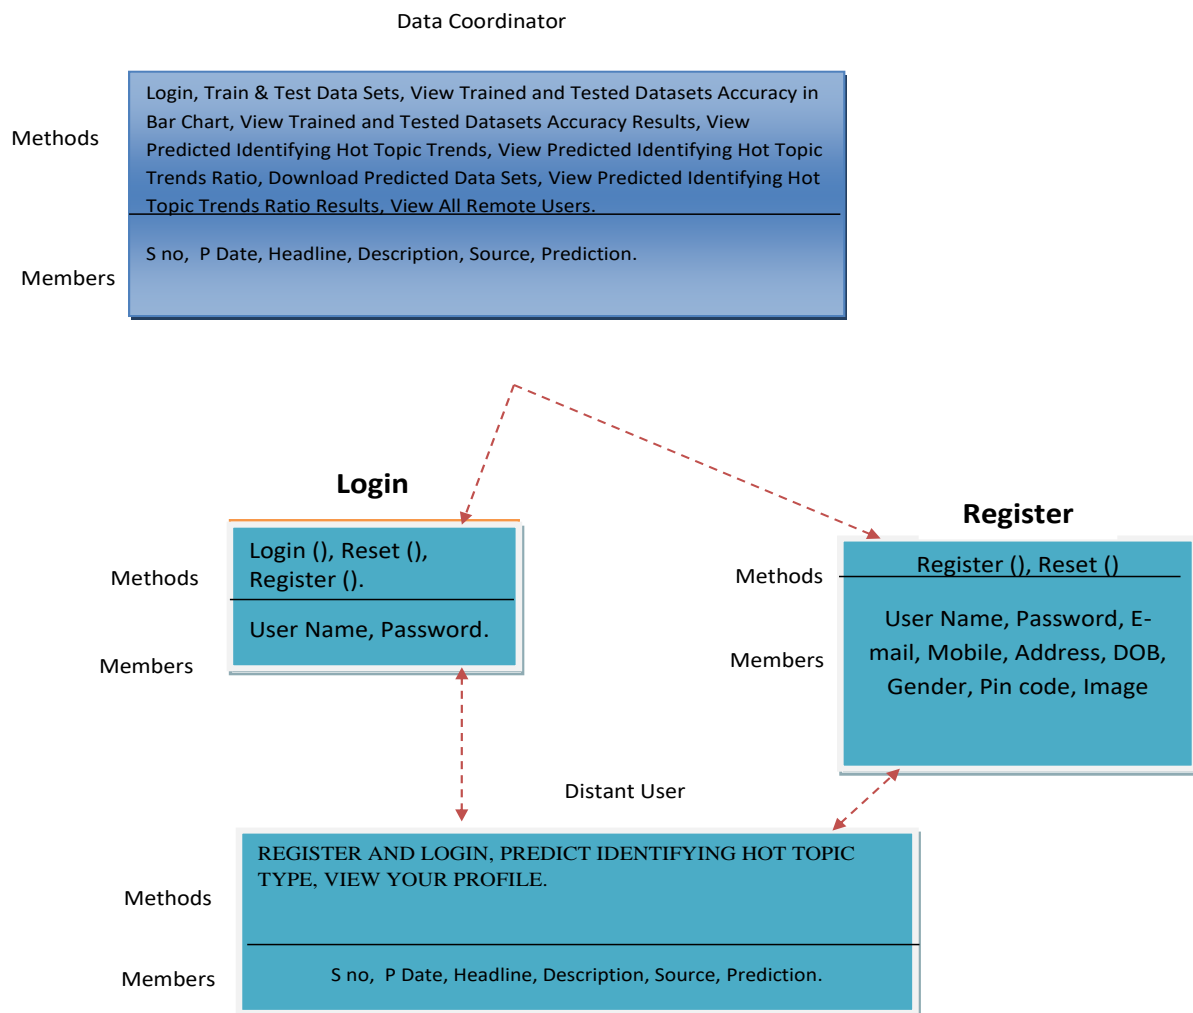 Data Coordinator
Methods
Login, Train & Test Data Sets, View Trained and Tested Datasets Accuracy in
Bar Chart, View Trained and Tested Datasets Accuracy Results, View
Predicted Identifying Hot Topic Trends, View Predicted Identifying Hot Topic
Trends Ratio, Download Predicted Data Sets, View Predicted Identifying Hot
Topic Trends Ratio Results, View All Remote Users.
Members
S no,  P Date, Headline, Description, Source, Prediction.
Login
Methods
Login (), Reset (),
Register ().
Members
User Name, Password.
Register
Methods
Register (), Reset ()
Members
User Name, Password, E-
mail, Mobile, Address, DOB,
Gender, Pin code, Image
Distant User
Methods
REGISTER AND LOGIN, PREDICT IDENTIFYING HOT TOPIC
TYPE, VIEW YOUR PROFILE.
Members
S no,  P Date, Headline, Description, Source, Prediction.